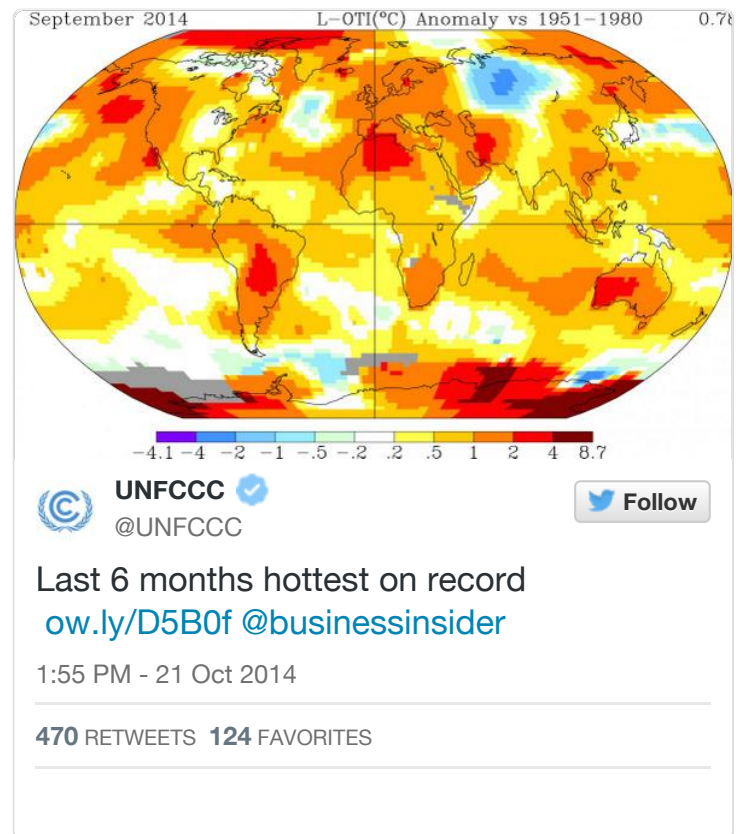 September 2014 L-OTI(°C) Anomaly vs 1951-1980 0.78
-4.1 -4 -2 -1 -.5 -.2 .2 .5 1 2 4 8.7
UNFCCC
@UNFCCC
Follow
Last 6 months hottest on record
ow.ly/D5B0f @businessinsider
1:55 PM - 21 Oct 2014
470 RETWEETS 124 FAVORITES